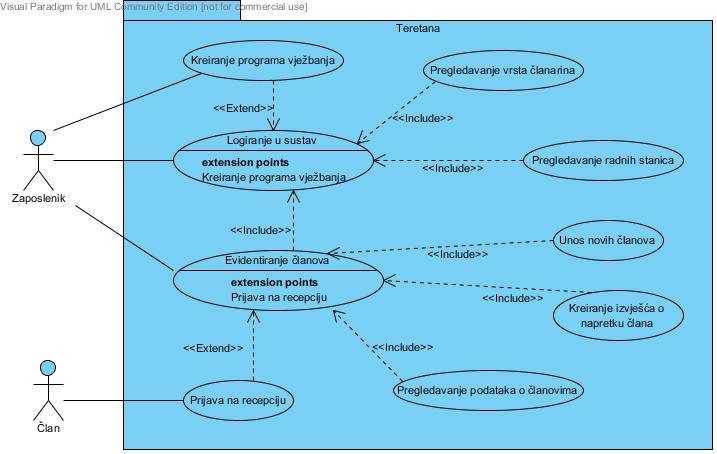 Visual Paradigm for UML Community Edition [not for commercial use]
Teretana
Kreiranje programa vježbanja
Pregledavanje vrsta članarina
<<Extend>>
<<Include>>
Logiranje u sustav
extension points
Kreiranje programa vježbanja
Pregledavanje radnih stanica
<<Include>>
Zaposlenik
<<Include>>
Unos novih članova
<<Include>>
Evidentiranje članova
extension points
Prijava na recepciju
<<Include>>
Kreiranje izvješća o
napretku člana
<<Extend>>
<<Include>>
Pregledavanje podataka o članovima
Prijava na recepciju
Član